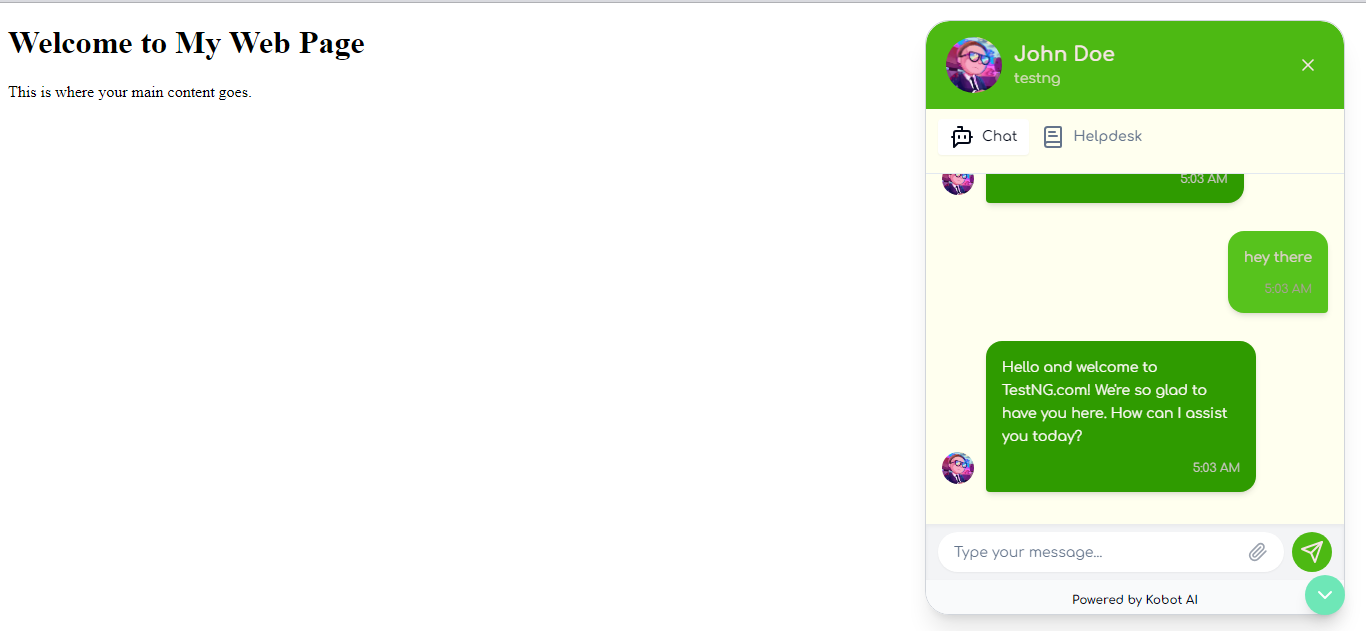 Welcome to My Web Page
This is where your main content goes.
John Doe
testng
Chat
Helpdesk
5:03 AM
hey there
5:03 AM
Hello and welcome to
TestNG.com! We're so glad to
have you here. How can I assist
you today?
5:03 AM
Type your message...
Powered by Kobot AI